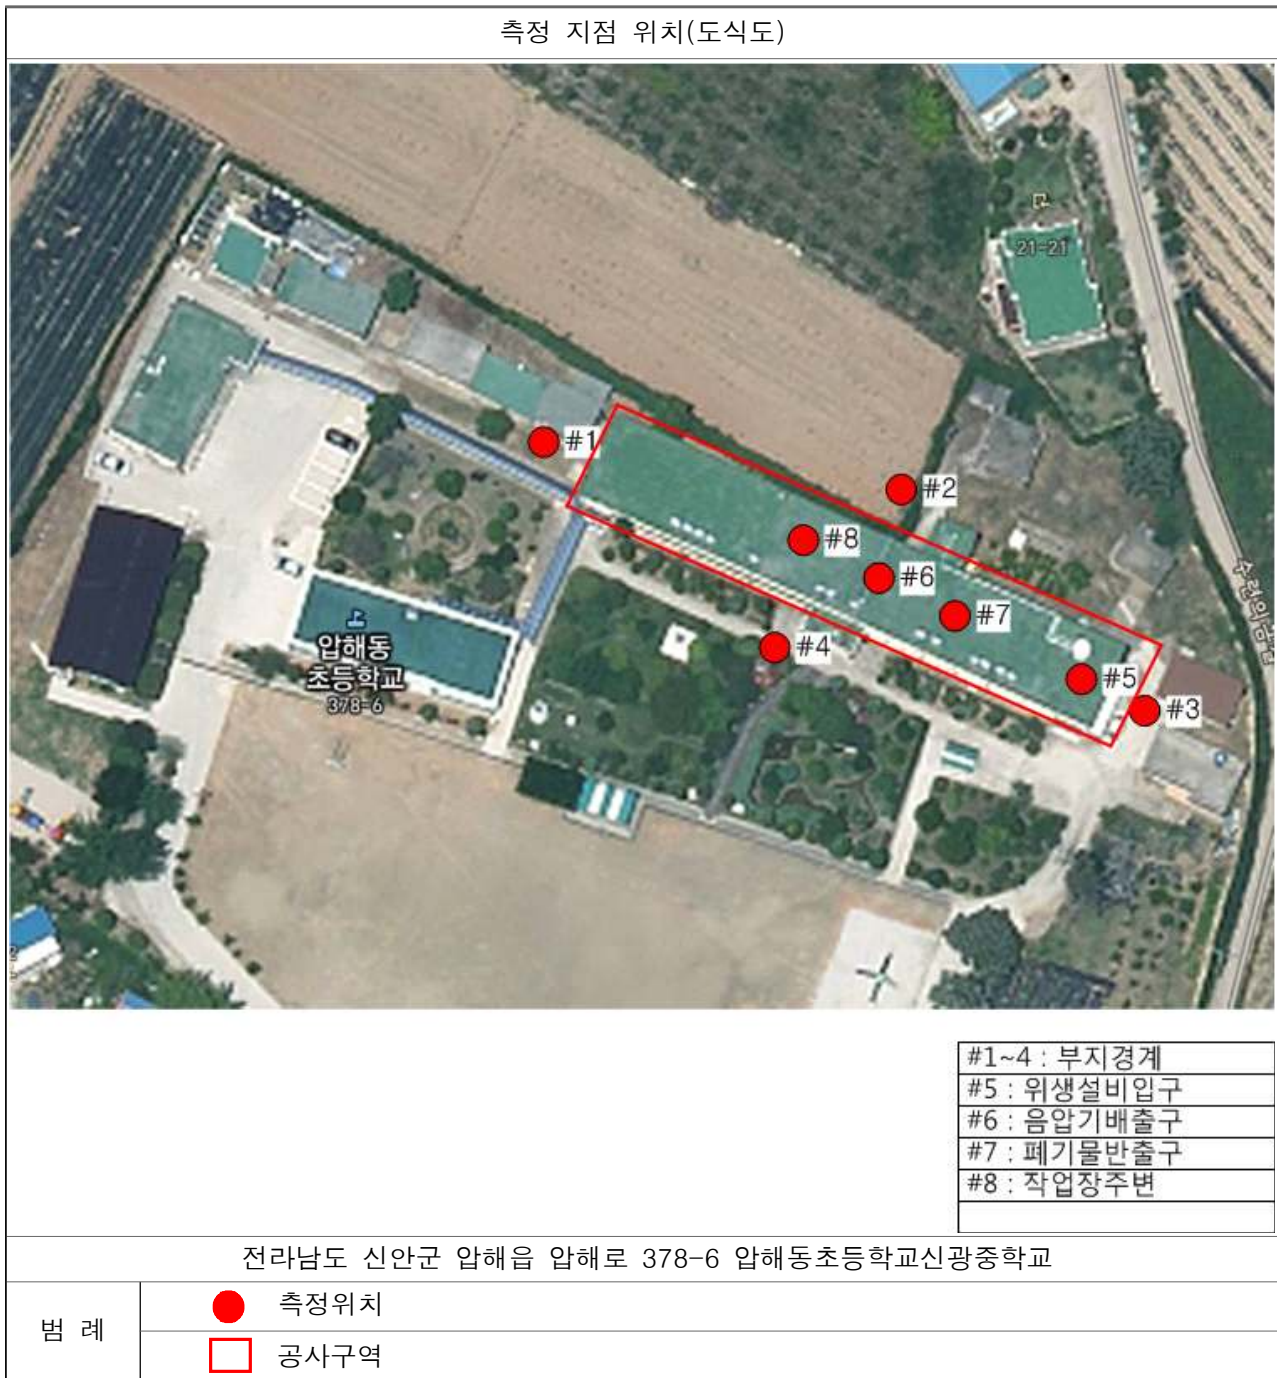 측정 지점 위치(도식도)
21-21
#1
#2
#8
#6
#7
#4
#5
#3
압해동
초등학교
378-6
#1~4 : 부지경계
#5 : 위생설비입구
#6 : 음압기배출구
#7 : 폐기물반출구
#8 : 작업장주변
전라남도 신안군 압해읍 압해로 378-6 압해동초등학교신광중학교
범 례
측정위치
공사구역